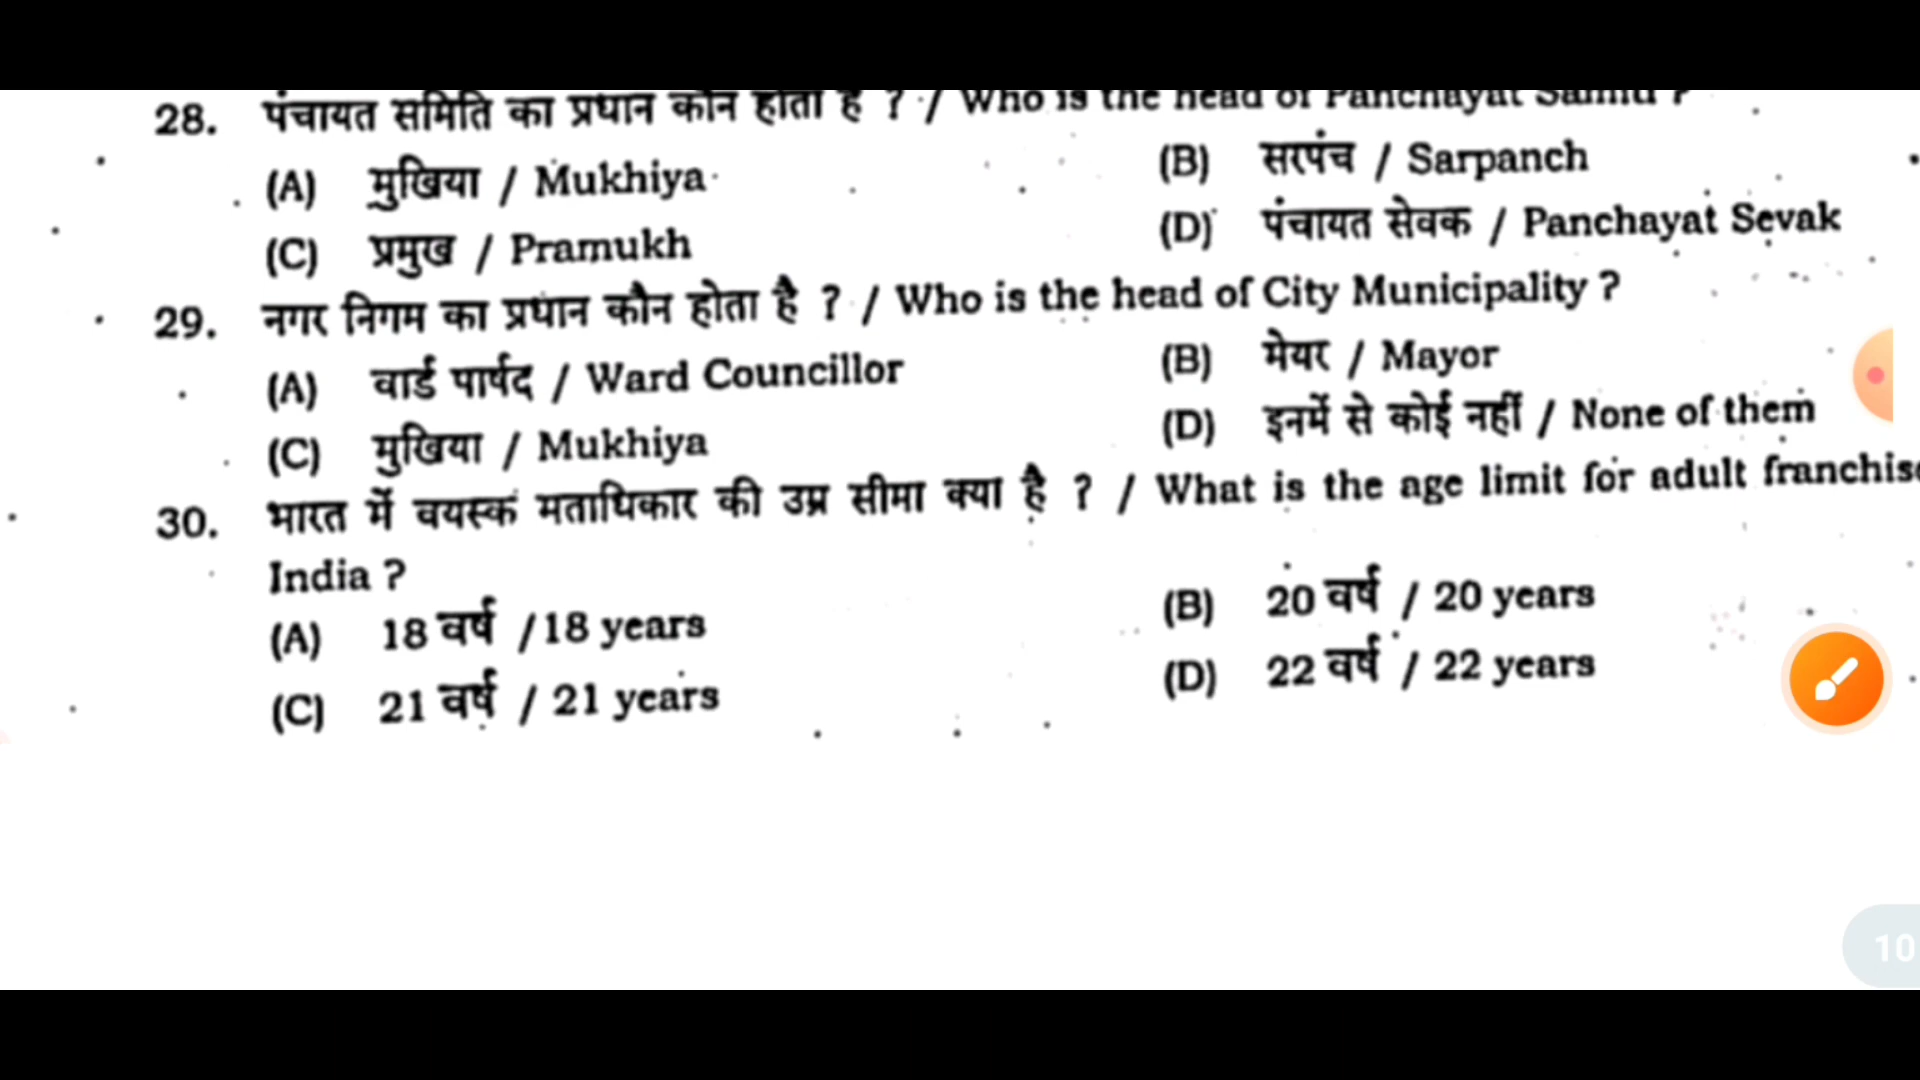 28. पंचायत समिति का प्रधान कौन होता है ? / Who is the head of Panchayat Samiti ?
(A) मुखिया / Mukhiya (B) सरपंच / Sarpanch
(C) प्रमुख / Pramukh (D) पंचायत सेवक / Panchayat Sevak
29. नगर निगम का प्रधान कौन होता है ? / Who is the head of City Municipality ?
(A) वार्ड पार्षद / Ward Councillor (B) मेयर / Mayor
(C) मुखिया / Mukhiya (D) इनमें से कोई नहीं / None of them
30. भारत में वयस्क मताधिकार की उम्र सीमा क्या है ? / What is the age limit for adult franchise
India ?
(A) 18 वर्ष /18 years (B) 20 वर्ष / 20 years
(C) 21 वर्ष / 21 years (D) 22 वर्ष / 22 years
10